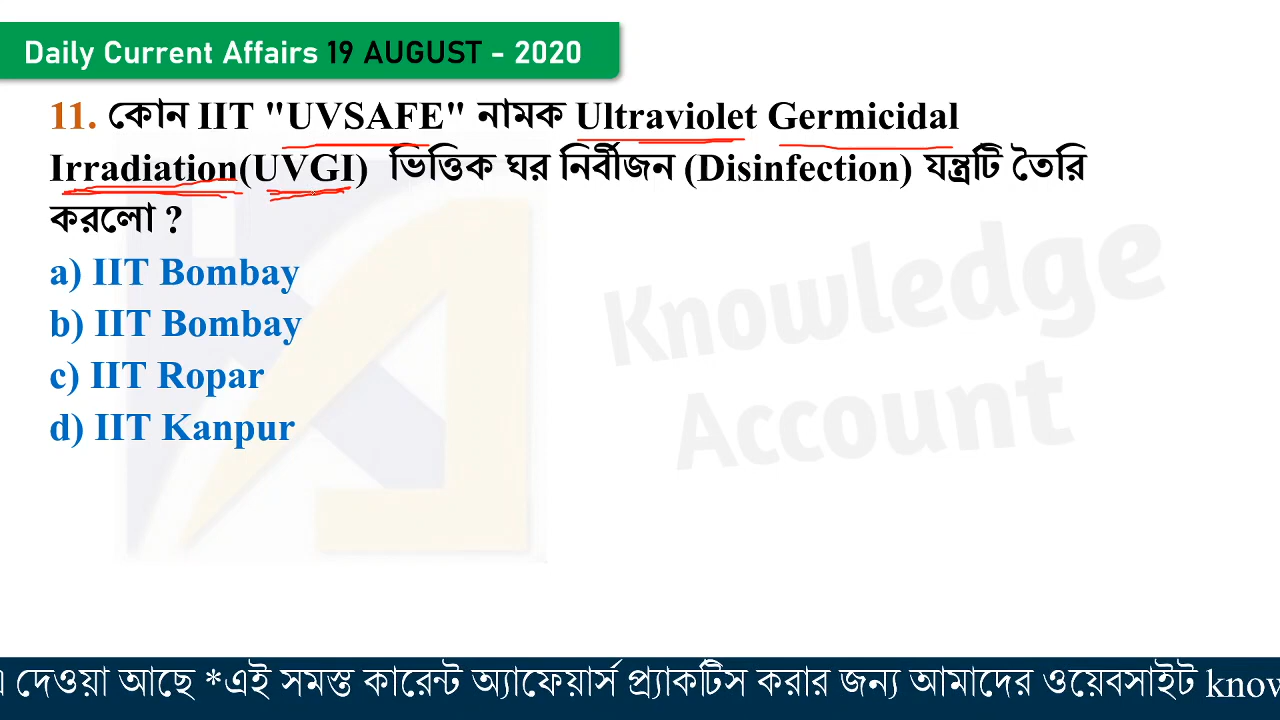 Daily Current Affairs 19 AUGUST - 2020
11. কোন IIT "UVSAFE" নামক Ultraviolet Germicidal
Irradiation(UVGI) ভিত্তিক ঘর নির্বীজন (Disinfection) যন্ত্রটি তৈরি
করলো ?
a) IIT Bombay
b) IIT Bombay
c) IIT Ropar
d) IIT Kanpur
Knowledge
Account
দেওয়া আছে *এই সমস্ত কারেন্ট অ্যাফেয়ার্স প্র্যাকটিস করার জন্য আমাদের ওয়েবসাইট know